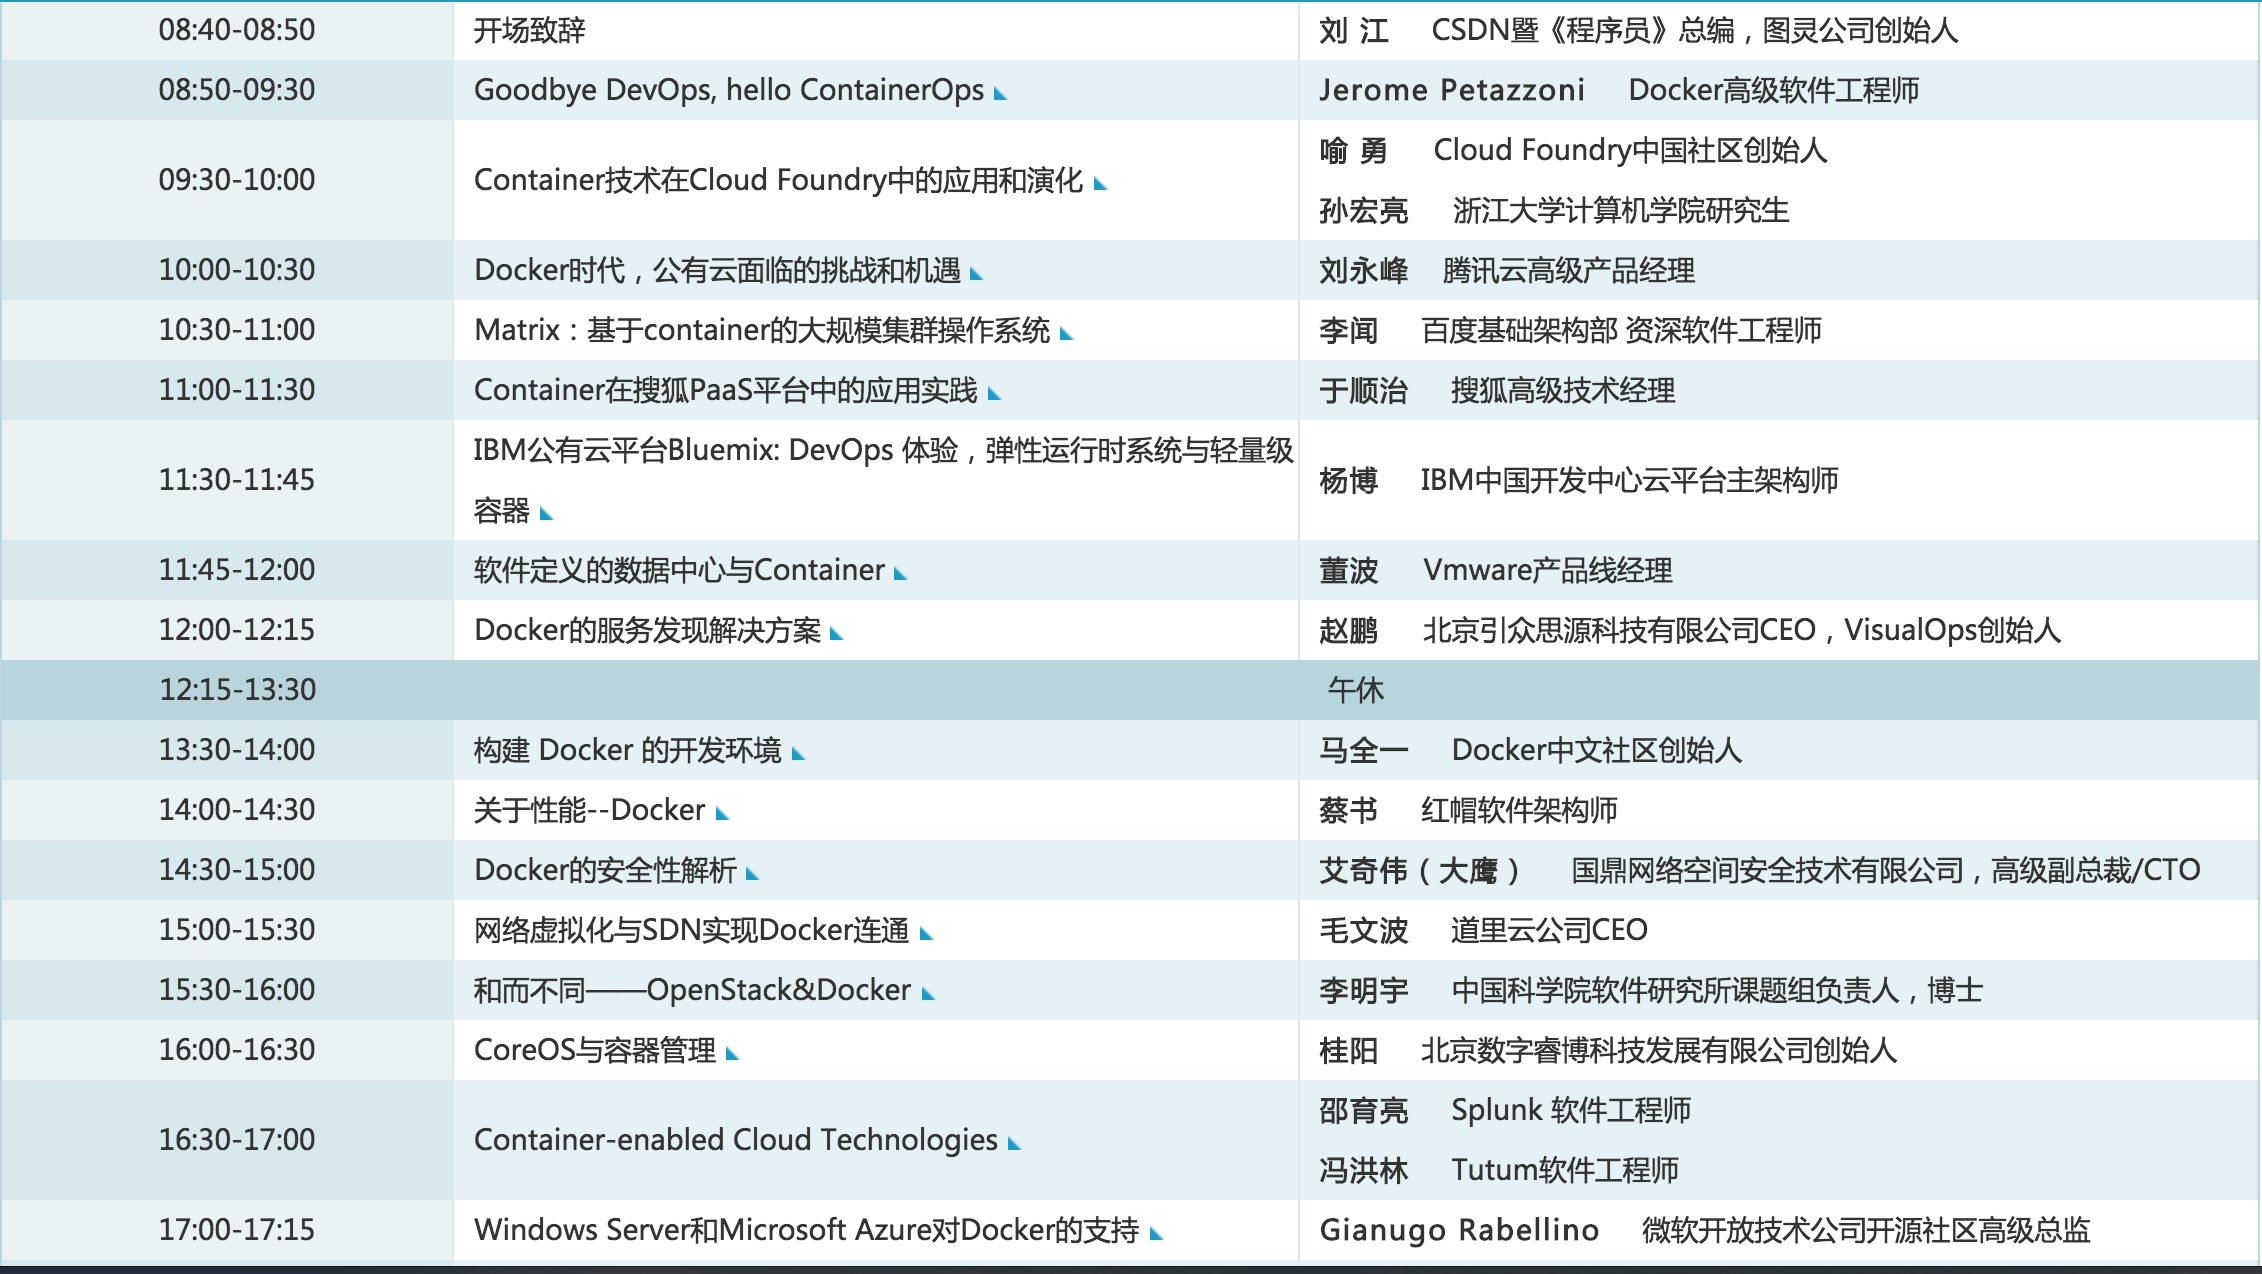 08:40-08:50 开场致辞 刘 江 CSDN暨《程序员》总编，图灵公司创始人
08:50-09:30 Goodbye DevOps, hello ContainerOps Jerome Petazzoni Docker高级软件工程师
09:30-10:00 Container技术在Cloud Foundry中的应用和演化 喻 勇 Cloud Foundry中国社区创始人
孙宏亮 浙江大学计算机学院研究生
10:00-10:30 Docker时代，公有云面临的挑战和机遇 刘永峰 腾讯云高级产品经理
10:30-11:00 Matrix：基于container的大规模集群操作系统 李闻 百度基础架构部 资深软件工程师
11:00-11:30 Container在搜狐PaaS平台中的应用实践 于顺治 搜狐高级技术经理
11:30-11:45 IBM公有云平台Bluemix: DevOps 体验，弹性运行时系统与轻量级
容器 杨博 IBM中国开发中心云平台主架构师
11:45-12:00 软件定义的数据中心与Container 董波 Vmware产品线经理
12:00-12:15 Docker的服务发现解决方案 赵鹏 北京引众思源科技有限公司CEO，VisualOps创始人
12:15-13:30 午休
13:30-14:00 构建 Docker 的开发环境 马全一 Docker中文社区创始人
14:00-14:30 关于性能--Docker 蔡书 红帽软件架构师
14:30-15:00 Docker的安全性解析 艾奇伟（大鹰） 国鼎网络空间安全技术有限公司，高级副总裁/CTO
15:00-15:30 网络虚拟化与SDN实现Docker连通 毛文波 道里云公司CEO
15:30-16:00 和而不同——OpenStack&Docker 李明宇 中国科学院软件研究所课题组负责人，博士
16:00-16:30 CoreOS与容器管理 桂阳 北京数字睿博科技发展有限公司创始人
16:30-17:00 Container-enabled Cloud Technologies 邵育亮 Splunk 软件工程师
冯洪林 Tutum软件工程师
17:00-17:15 Windows Server和Microsoft Azure对Docker的支持 Gianugo Rabellino 微软开放技术公司开源社区高级总监